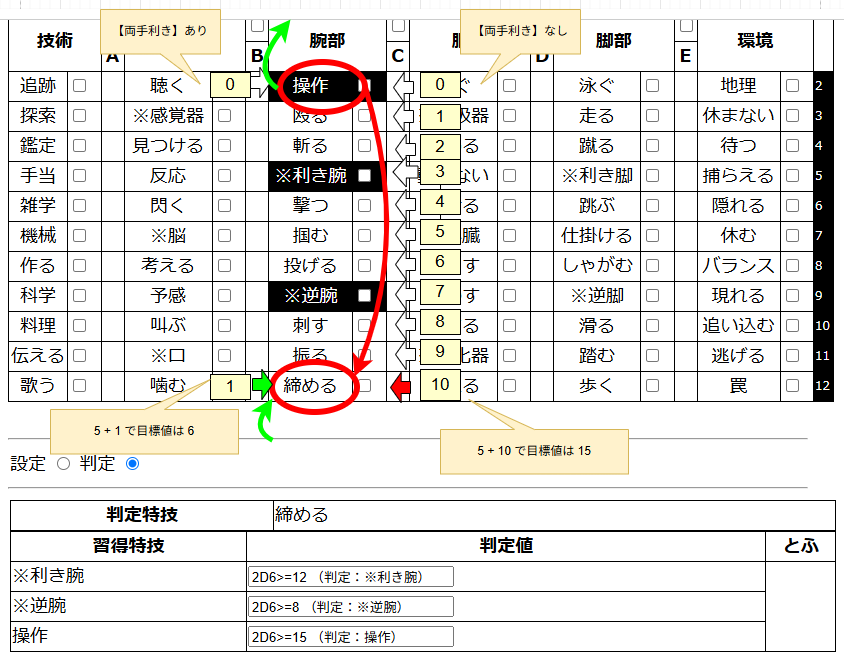 【両手利き】あり
【両手利き】なし
技術 A B 腕部 C D 脚部 E 環境
追跡 聴く 0 操作 0 ぐ 泳ぐ 地理 2
探索 ※感覚器 殴る 1 吸器 走る 休まない 3
鑑定 見つける 斬る 2 る 蹴る 待つ 4
手当 反応 ※利き腕 3 ない ※利き脚 捕らえる 5
雑学 閃く 撃つ 4 る 跳ぶ 隠れる 6
機械 ※脳 掴む 5 臓 仕掛ける 休む 7
作る 考える 投げる 6 す しゃがむ バランス 8
科学 予感 ※逆腕 7 す ※逆脚 現れる 9
料理 叫ぶ 刺す 8 る 滑る 追い込む 10
伝える ※口 振る 9 化器 踏む 逃げる 11
歌う 噛む 1 締める 10 る 歩く 罠 12
5 + 1 で目標値は 6
5 + 10 で目標値は 15
設定 判定
判定特技 締める
習得特技 判定値 とふ
※利き腕 2D6>=12 （判定：※利き腕）
※逆腕 2D6>=8 （判定：※逆腕）
操作 2D6>=15 （判定：操作）